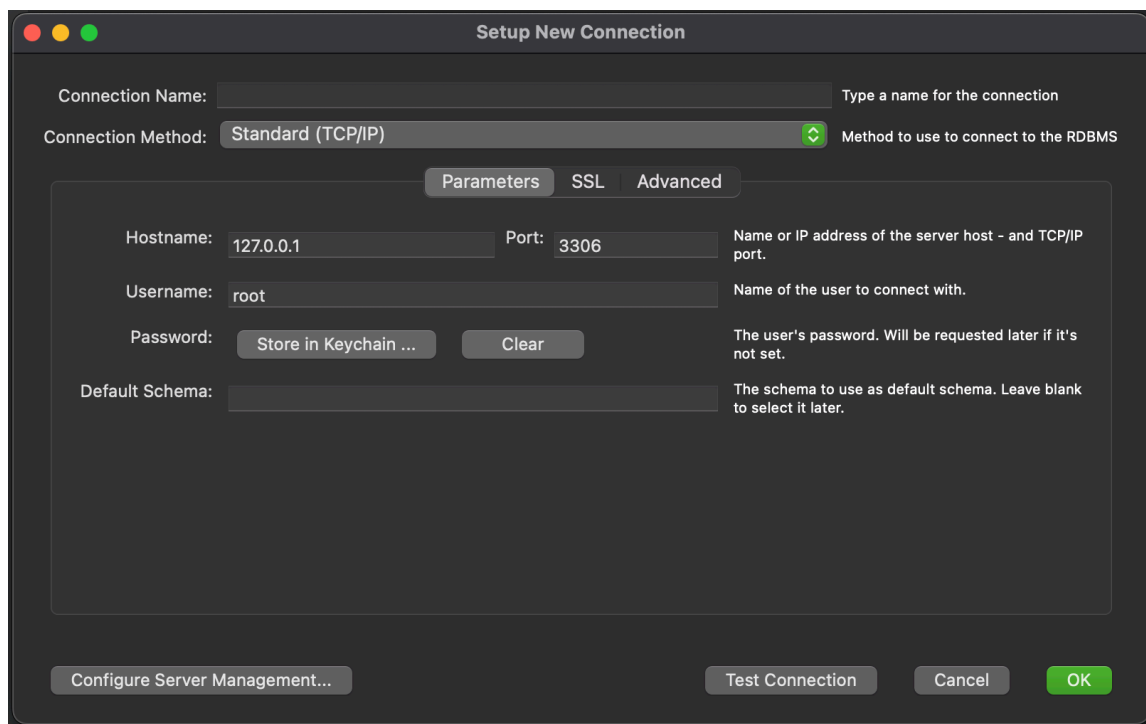 Setup New Connection
Connection Name:
Type a name for the connection
Connection Method: Standard (TCP/IP)
Method to use to connect to the RDBMS
Parameters SSL Advanced
Hostname: 127.0.0.1 Port: 3306
Name or IP address of the server host - and TCP/IP
port.
Username: root
Name of the user to connect with.
Password: Store in Keychain ... Clear
The user's password. Will be requested later if it's
not set.
Default Schema:
The schema to use as default schema. Leave blank
to select it later.
Configure Server Management... Test Connection Cancel OK